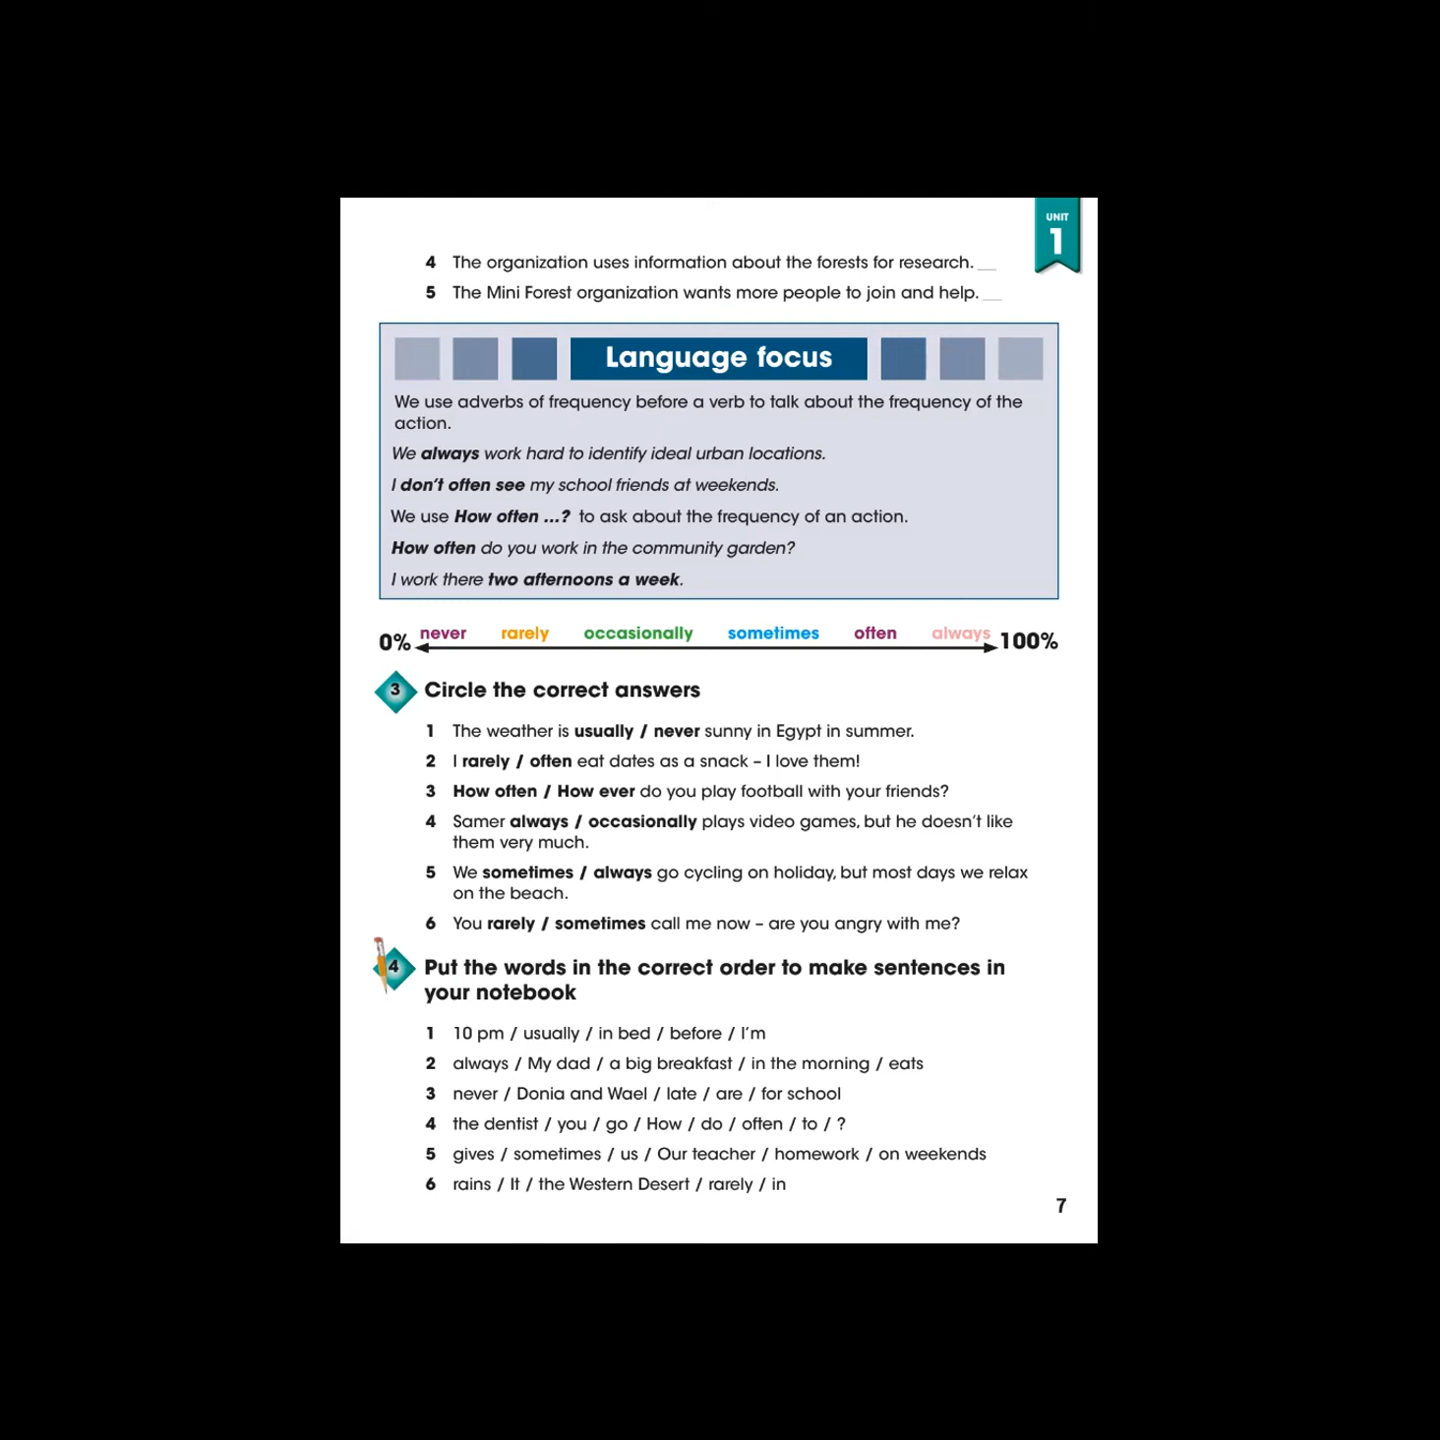 UNIT
1
4 The organization uses information about the forests for research. __
5 The Mini Forest organization wants more people to join and help. __
Language focus
We use adverbs of frequency before a verb to talk about the frequency of the
action.
We always work hard to identify ideal urban locations.
I don't often see my school friends at weekends.
We use How often ...? to ask about the frequency of an action.
How often do you work in the community garden?
I work there two afternoons a week.
0% never rarely occasionally sometimes often always 100%
3 Circle the correct answers
1 The weather is usually / never sunny in Egypt in summer.
2 I rarely / often eat dates as a snack – I love them!
3 How often / How ever do you play football with your friends?
4 Samer always / occasionally plays video games, but he doesn't like
them very much.
5 We sometimes / always go cycling on holiday, but most days we relax
on the beach.
6 You rarely / sometimes call me now – are you angry with me?
4 Put the words in the correct order to make sentences in
your notebook
1 10 pm / usually / in bed / before / I'm
2 always / My dad / a big breakfast / in the morning / eats
3 never / Donia and Wael / late / are / for school
4 the dentist / you / go / How / do / often / to / ?
5 gives / sometimes / us / Our teacher / homework / on weekends
6 rains / It / the Western Desert / rarely / in
7